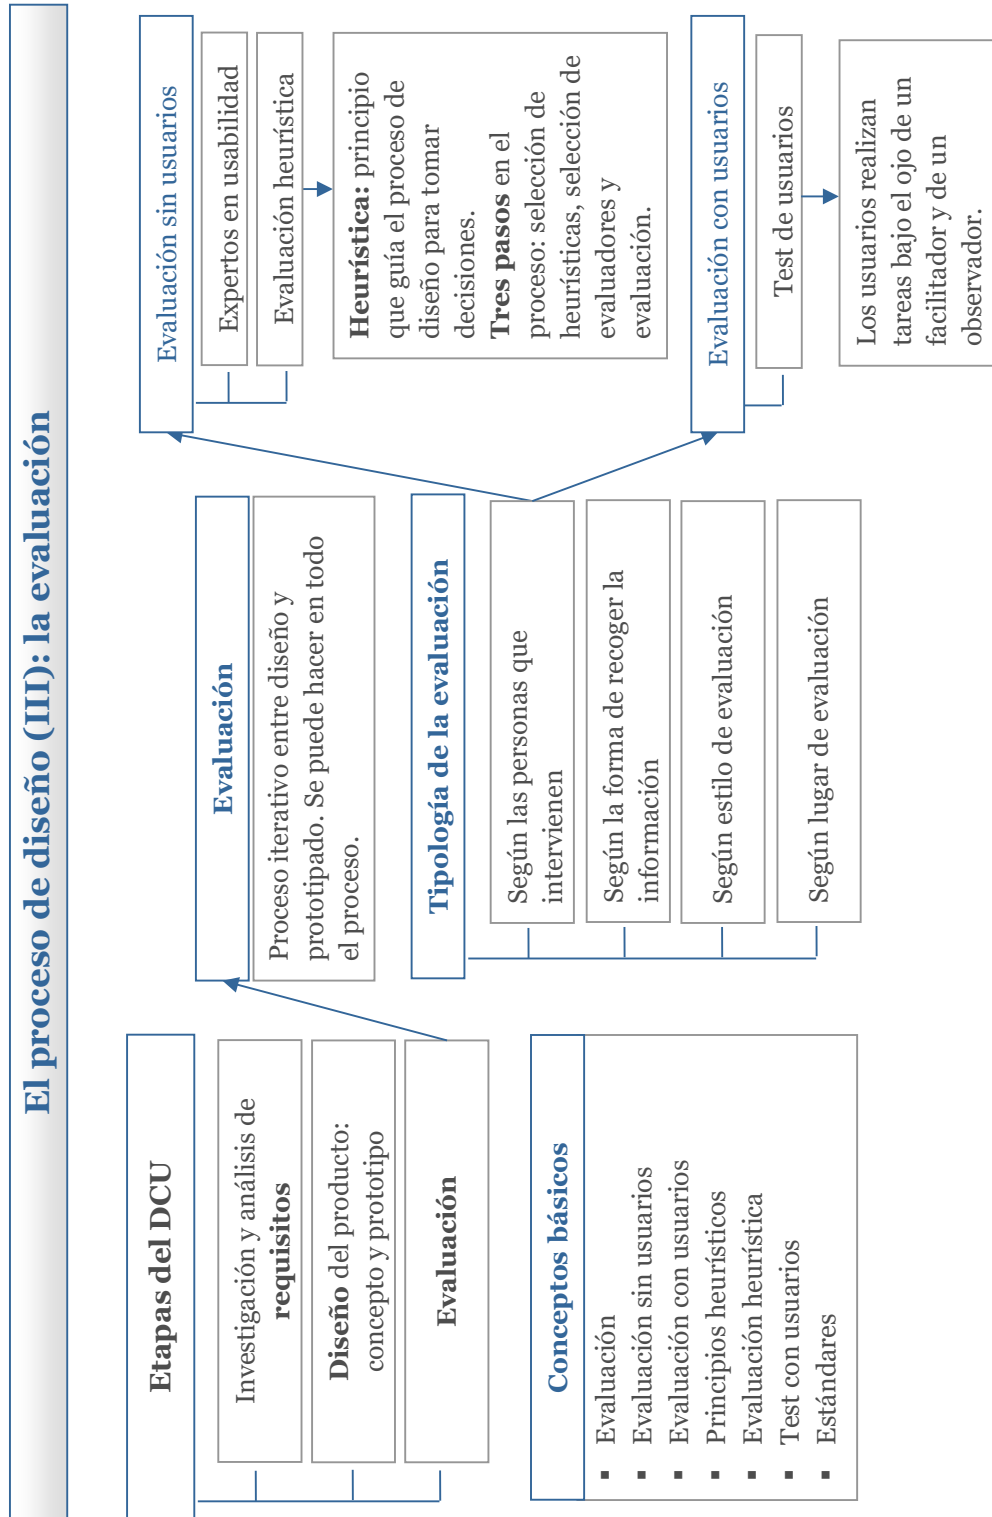 El proceso de diseño (III): la evaluación
Etapas del DCU
Investigación y análisis de
requisitos
Diseño del producto:
concepto y prototipo
Evaluación
Conceptos básicos
▪ Evaluación
▪ Evaluación sin usuarios
▪ Evaluación con usuarios
▪ Principios heurísticos
▪ Evaluación heurística
▪ Test con usuarios
▪ Estándares
Evaluación
Proceso iterativo entre diseño y
prototipado. Se puede hacer en todo
el proceso.
Tipología de la evaluación
Según las personas que
intervienen
Según la forma de recoger la
información
Según estilo de evaluación
Según lugar de evaluación
Evaluación sin usuarios
Expertos en usabilidad
Evaluación heurística
Heurística: principio
que guía el proceso de
diseño para tomar
decisiones.
Tres pasos en el
proceso: selección de
heurísticas, selección de
evaluadores y
evaluación.
Evaluación con usuarios
Test de usuarios
Los usuarios realizan
tareas bajo el ojo de un
facilitador y de un
observador.